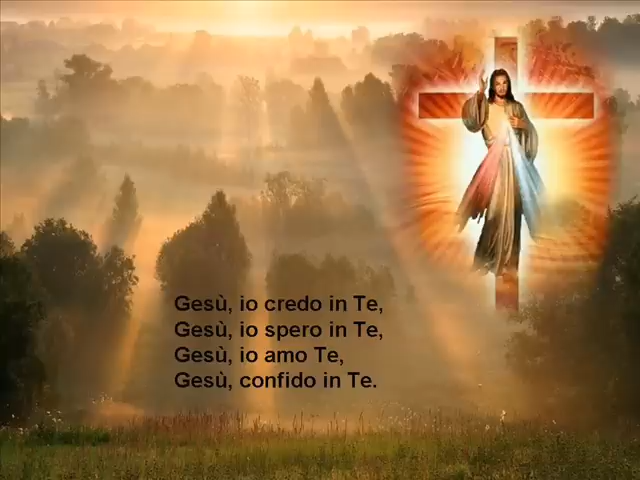 Gesù, io credo in Te,
Gesù, io spero in Te,
Gesù, io amo Te,
Gesù, confido in Te.